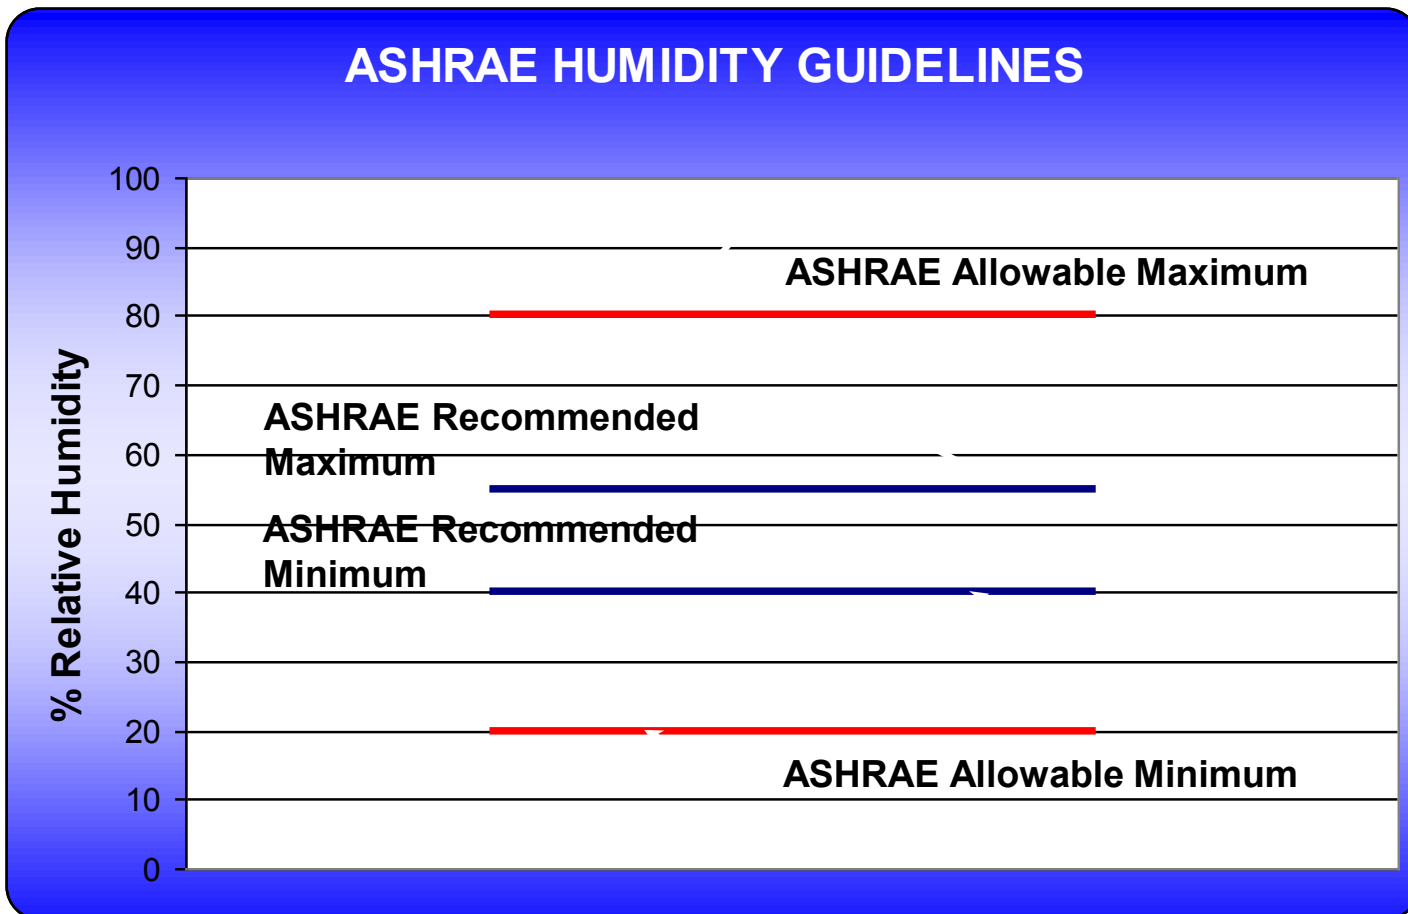 ASHRAE HUMIDITY GUIDELINES
100
90
ASHRAE Allowable Maximum
80
70
ASHRAE Recommended
Maximum
60
50
ASHRAE Recommended
Minimum
40
30
20
ASHRAE Allowable Minimum
10
0
% Relative Humidity